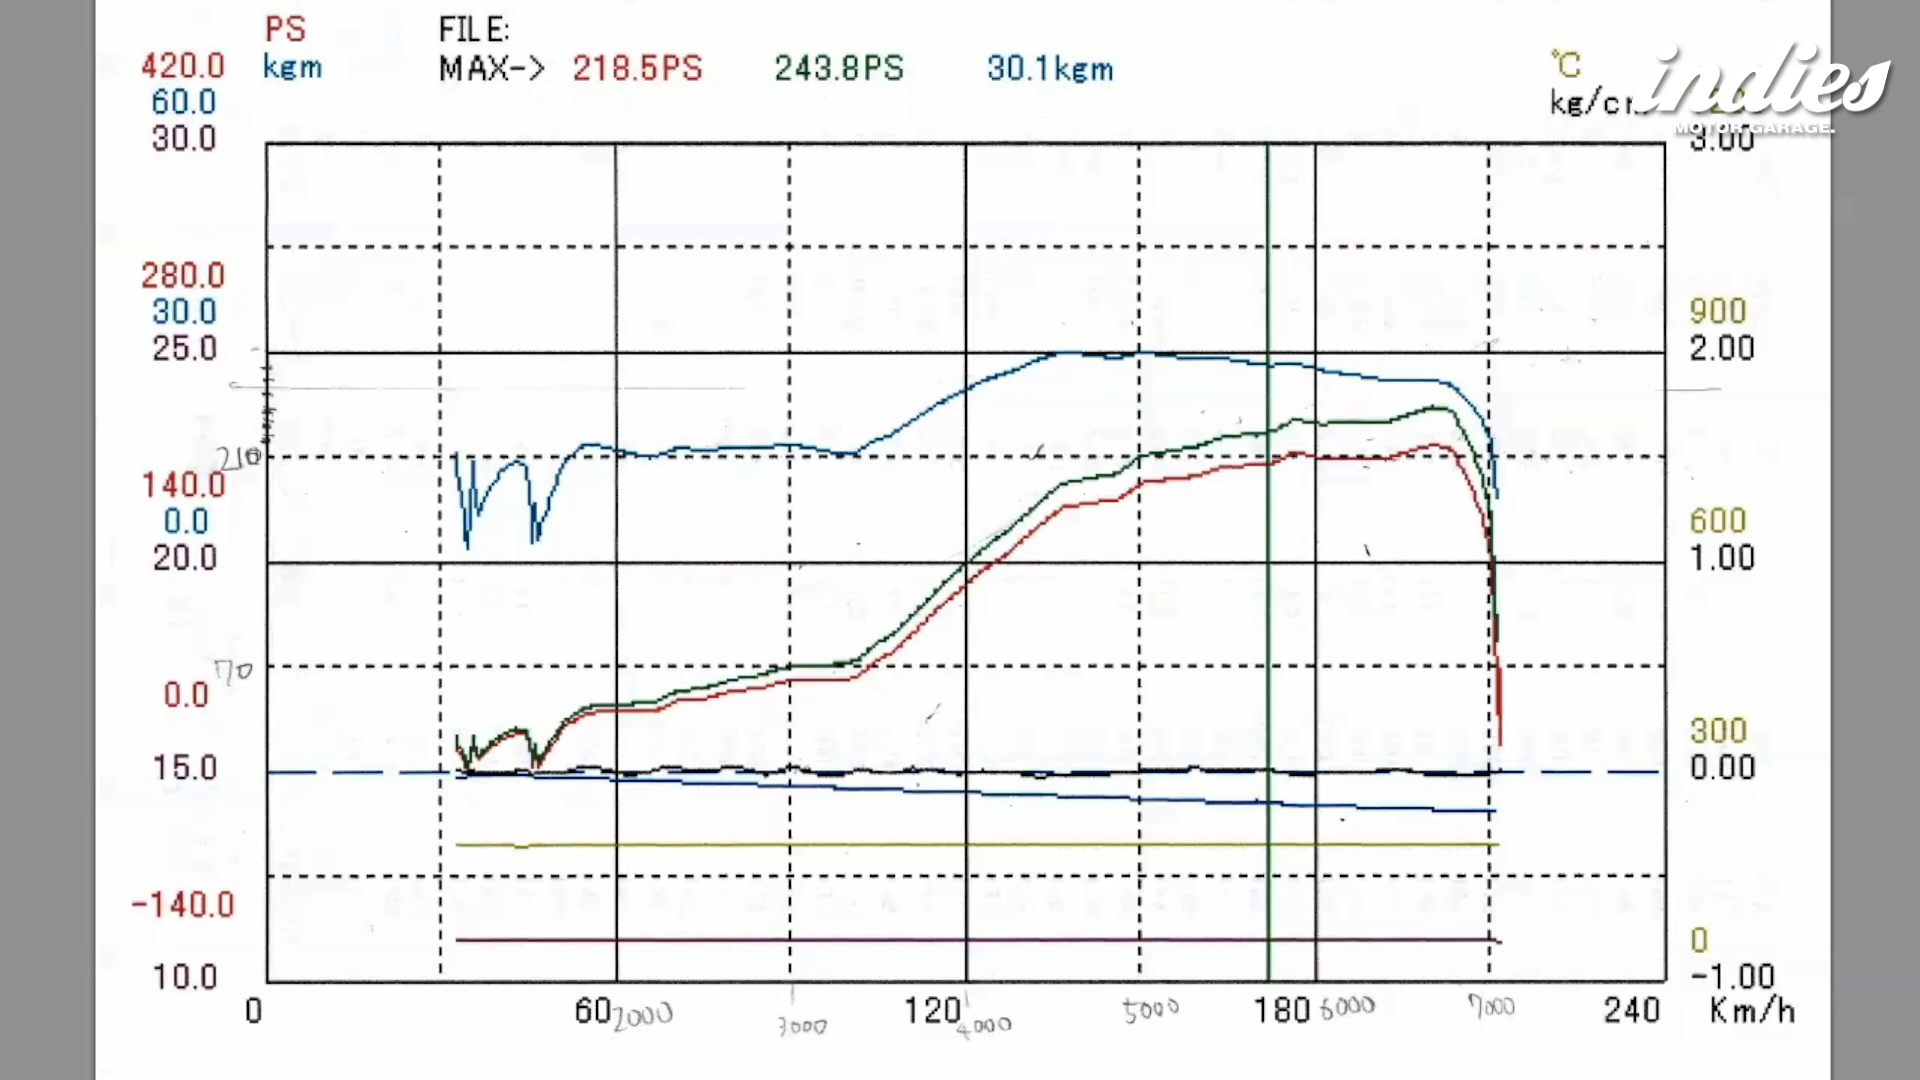 PS
FILE:
420.0 kgm MAX-> 218.5PS 243.8PS 30.1kgm ℃
indies
MOTOR GARAGE.
60.0
30.0 3.00
280.0
30.0 900
25.0 2.00
210
140.0
0.0 600
20.0 1.00
70
0.0 300
15.0 0.00
-140.0
0
10.0 -1.00
0 60 120 180 240 Km/h
2000 3000 4000 5000 6000 7000